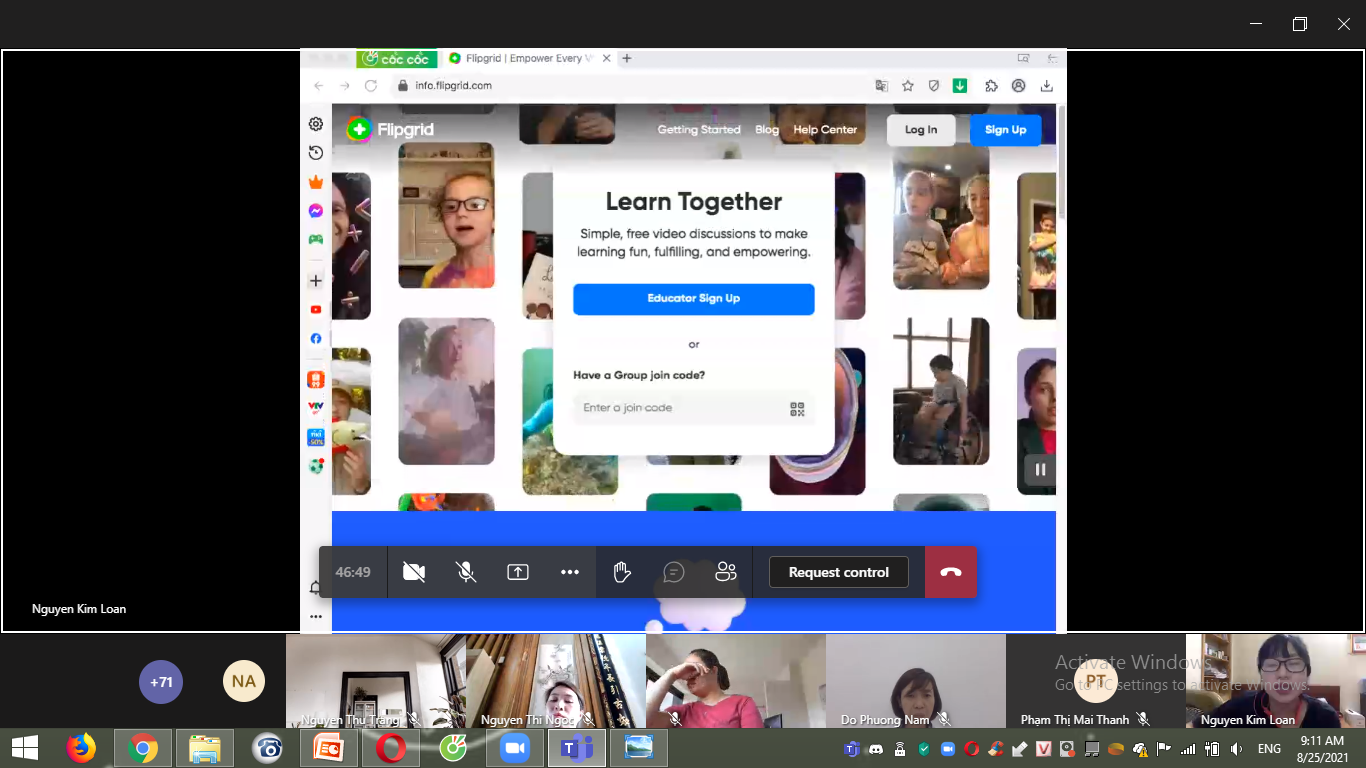 cốc cốc
Flipgrid | Empower Every V
info.flipgrid.com
Flipgrid
Getting Started Blog Help Center Log In Sign Up
Learn Together
Simple, free video discussions to make
learning fun, fulfilling, and empowering.
Educator Sign Up
or
Have a Group join code?
Enter a join code
46:49
Request control
Nguyen Kim Loan
+71
NA
PT
Nguyen Thu Trang
Nguyen Thi Ngoc
Do Phuong Nam
Phạm Thị Mai Thanh
Nguyen Kim Loan
Activate Windows
Go to PC settings to activate Windows.
ENG
9:11 AM
8/25/2021